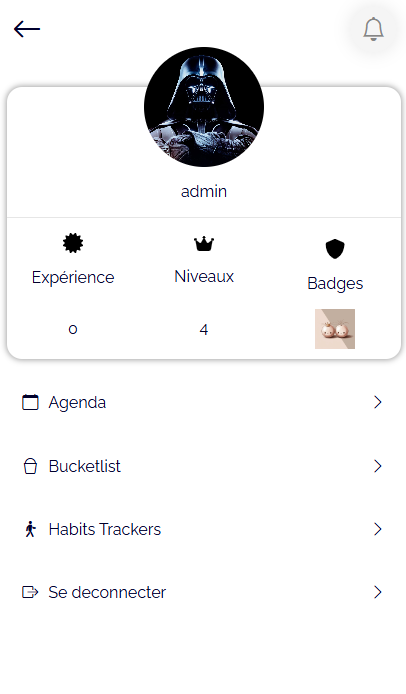 admin
Expérience
Niveaux
Badges
0
4
Agenda
Bucketlist
Habits Trackers
Se deconnecter